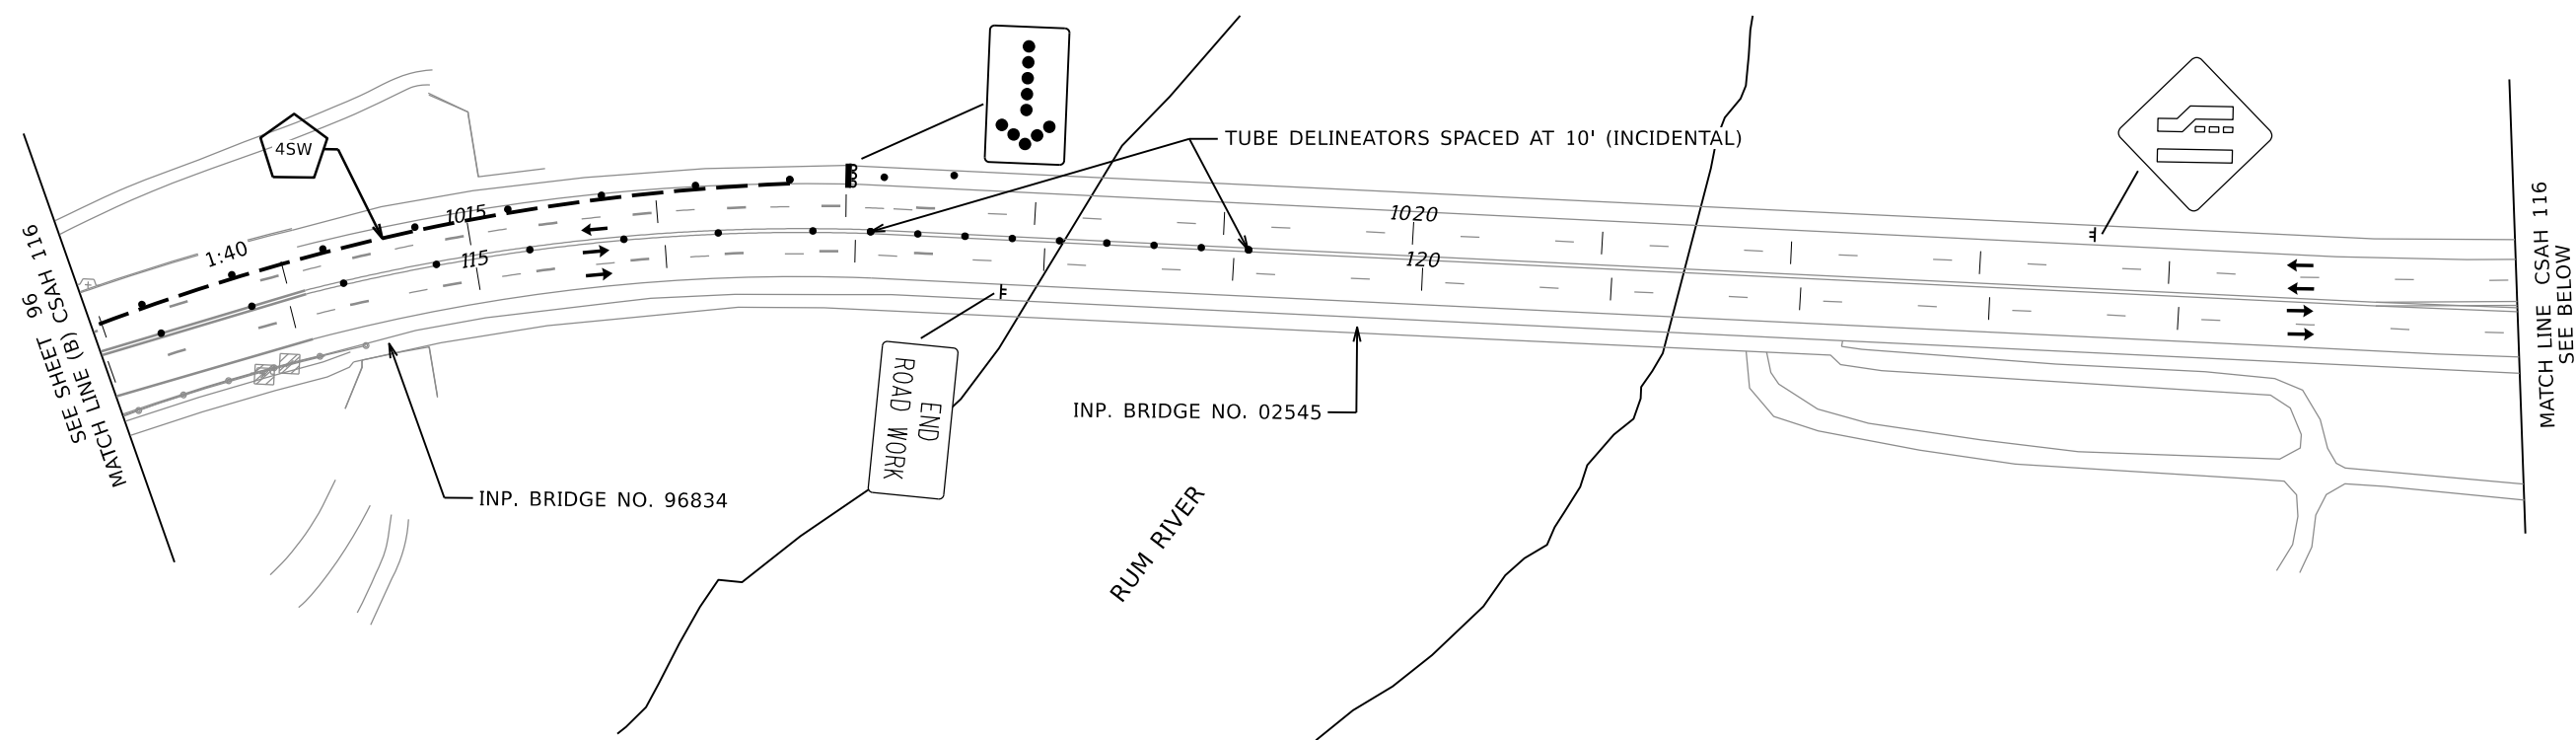 4SW
1:40
1015
115
TUBE DELINEATORS SPACED AT 10' (INCIDENTAL)
1020
120
END
ROAD WORK
INP. BRIDGE NO. 02545
INP. BRIDGE NO. 96834
RUM RIVER
SEE SHEET 96
MATCH LINE (B) CSAH 116
MATCH LINE CSAH 116
SEE BELOW